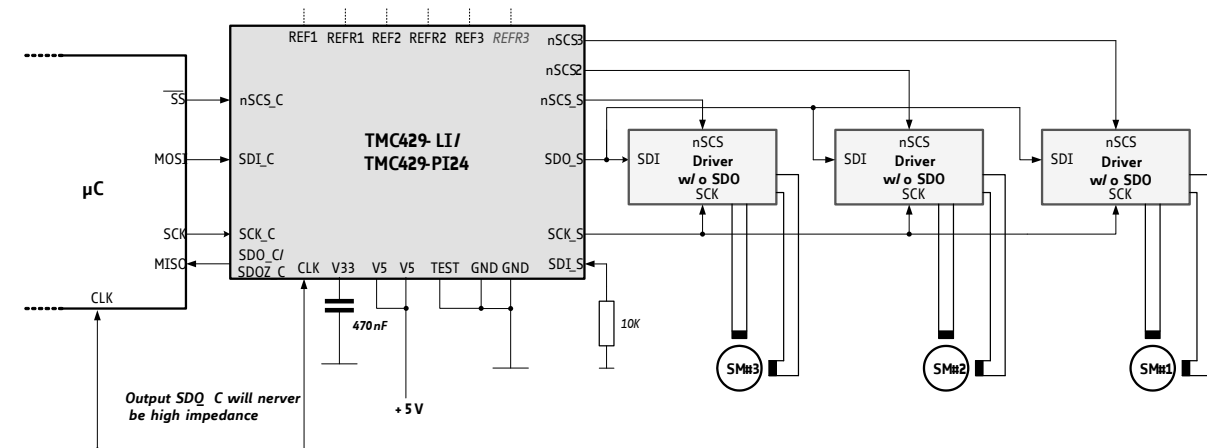 REF1 REFR1 REF2 REFR2 REF3 REFR3
nSCS3
nSCS2
SS nSCS_C nSCS_S
TMC429- LI/
TMC429-PI24
MOSI SDI_C SDO_S
µC
SCK SCK_C SCK_S
MISO SDO_C/
SDOZ_C
CLK V33 V5 V5 TEST GND GND SDI_S
CLK
470nF
10K
+ 5 V
Output SDO_C will nerver
be high impedance
nSCS
SDI Driver
w/o SDO
SCK
nSCS
SDI Driver
w/o SDO
SCK
nSCS
SDI Driver
w/o SDO
SCK
SM#3 SM#2 SM#1